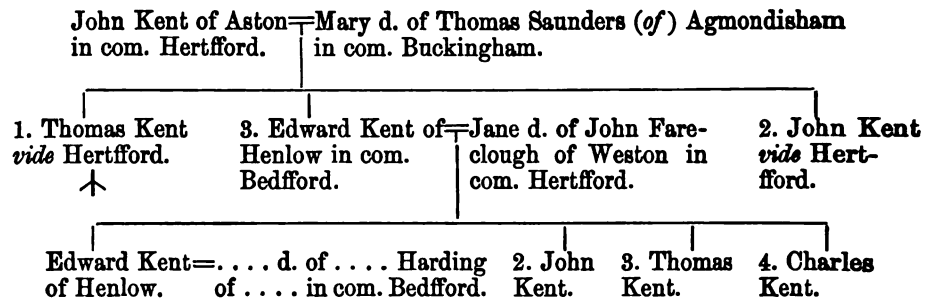 John Kent of Aston=Mary d. of Thomas Saunders (of) Agmondisham
in com. Hertfford. in com. Buckingham.
1. Thomas Kent
vide Hertfford.
3. Edward Kent of=Jane d. of John Fare-
Henlow in com. clough of Weston in
Bedfford. com. Hertfford.
2. John Kent
vide Hert-
fford.
Edward Kent=. . . . d. of . . . . Harding
of Henlow. of . . . . in com. Bedfford.
2. John
Kent.
3. Thomas
Kent.
4. Charles
Kent.